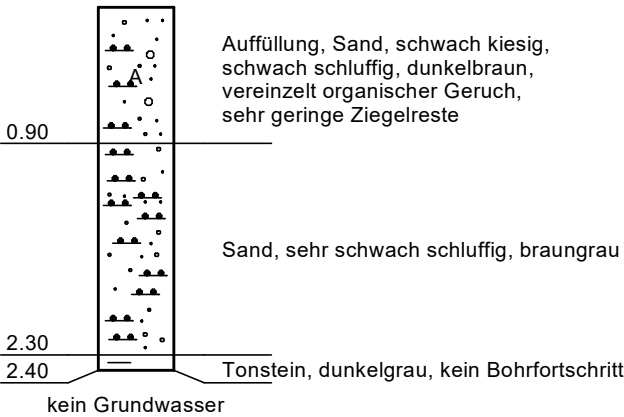 Auffüllung, Sand, schwach kiesig,
schwach schluffig, dunkelbraun,
vereinzelt organischer Geruch,
sehr geringe Ziegelreste
A
0.90
Sand, sehr schwach schluffig, braungrau
2.30
2.40
Tonstein, dunkelgrau, kein Bohrfortschritt
kein Grundwasser